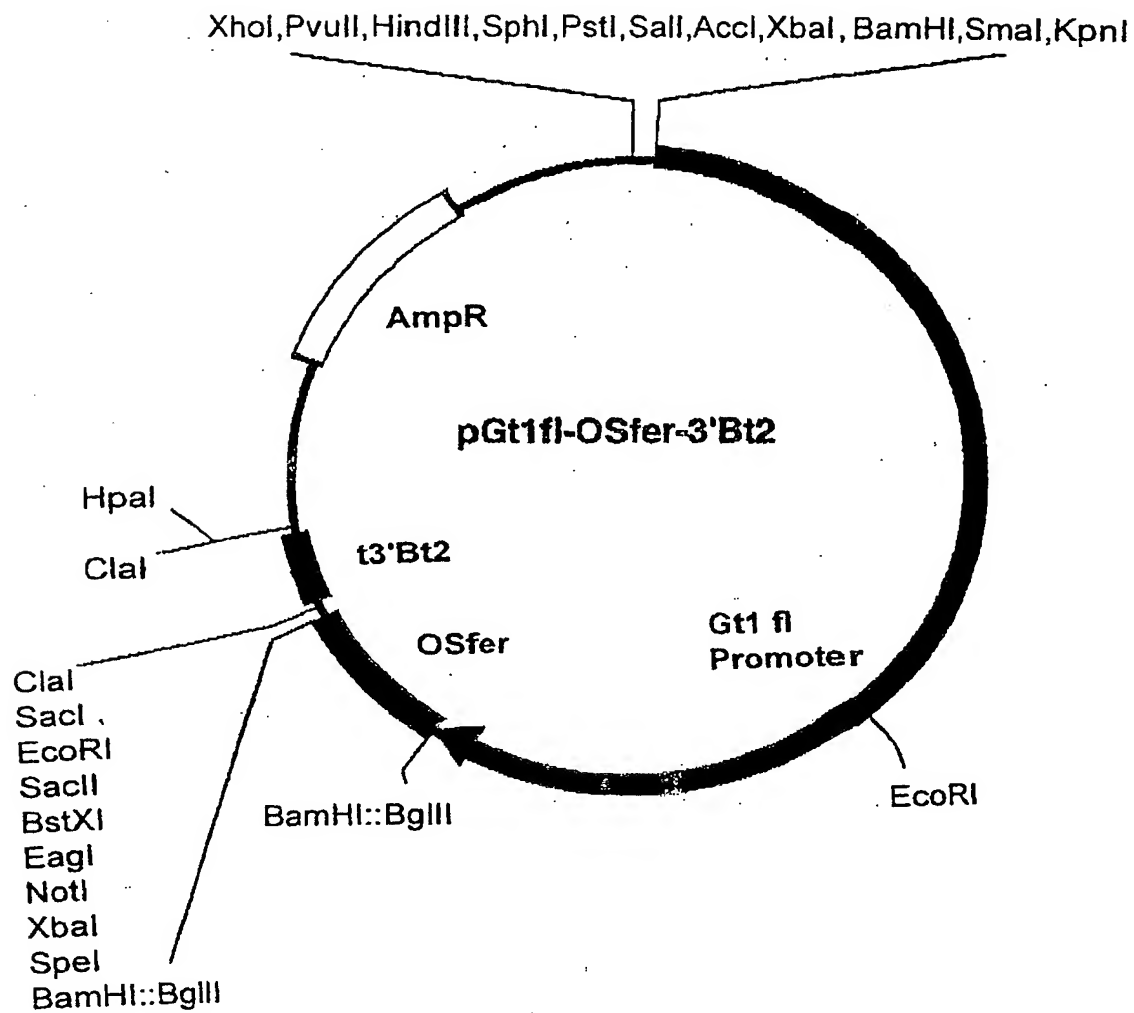 XhoI,PvuII,HindIII,SphI,PstI,SalI,AccI,XbaI, BamHI,SmaI,KpnI
AmpR
pGt1fl-OSfer-3'Bt2
HpaI
ClaI
t3'Bt2
OSfer
Gt1 fl
Promoter
ClaI
SacI
EcoRI
SacII
BstXI
EagI
NotI
XbaI
SpeI
BamHI::BglII
BamHI::BglII
EcoRI